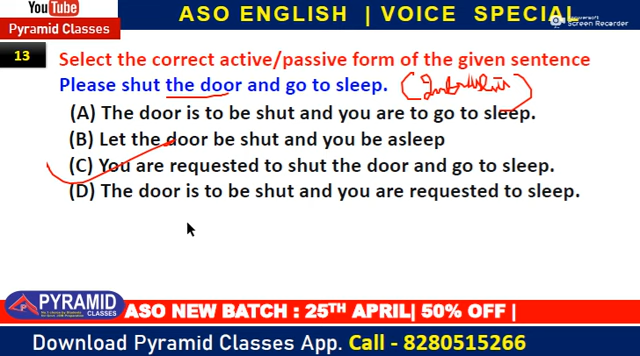 You Tube
Pyramid Classes
ASO ENGLISH | VOICE SPECIAL
SCREEN RECORDER
13
Select the correct active/passive form of the given sentence
Please shut the door and go to sleep.
(A) The door is to be shut and you are to go to sleep.
(B) Let the door be shut and you be asleep
(C) You are requested to shut the door and go to sleep.
(D) The door is to be shut and you are requested to sleep.
PYRAMID
CLASSES
ASO NEW BATCH : 25TH APRIL| 50% OFF |
Download Pyramid Classes App. Call - 8280515266